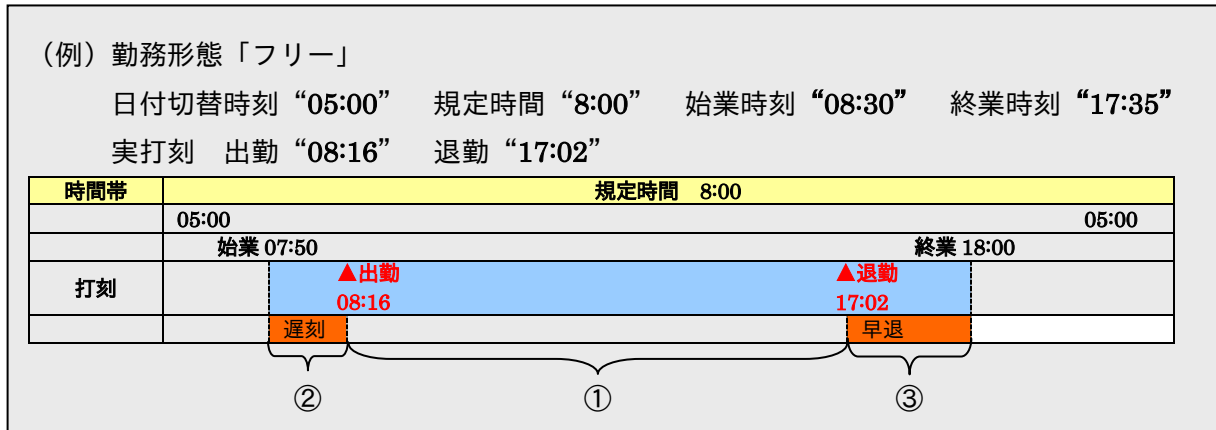 （例）勤務形態「フリー」
日付切替時刻“05:00”　規定時間“8:00”　始業時刻“08:30”　終業時刻“17:35”
実打刻　出勤“08:16”　退勤“17:02”
時間帯　規定時間　8:00
05:00　05:00
始業 07:50　終業 18:00
打刻　▲出勤　▲退勤
08:16　17:02
遅刻　早退
②　①　③